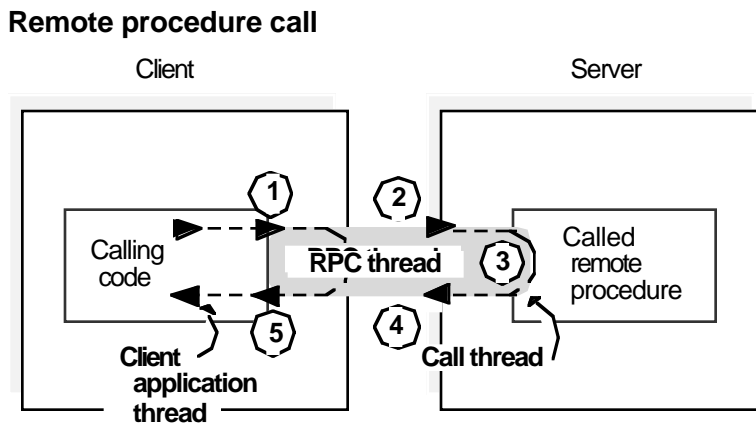 Remote procedure call
Client
Server
1
2
Calling
code
RPC thread
3
Called
remote
procedure
5
4
Client
application
thread
Call thread